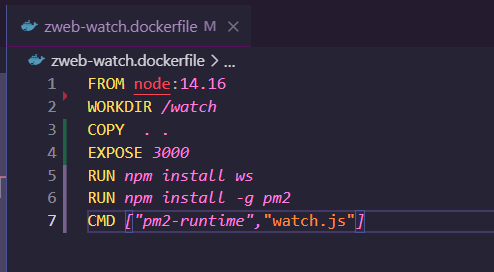 zweb-watch.dockerfile M ×
zweb-watch.dockerfile > ...
1 FROM node:14.16
2 WORKDIR /watch
3 COPY  . .
4 EXPOSE 3000
5 RUN npm install ws
6 RUN npm install -g pm2
7 CMD ["pm2-runtime","watch.js"]